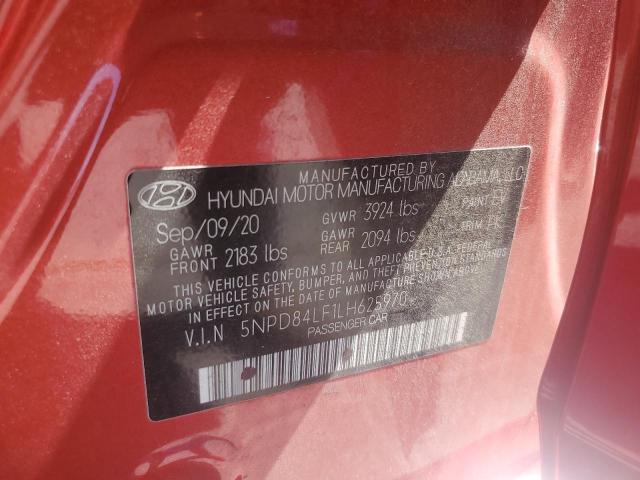 MANUFACTURED BY
HYUNDAI MOTOR MANUFACTURING ALABAMA, LLC
Sep/09/20 GVWR 3924 lbs PAINT
GAWR FRONT 2183 lbs GAWR REAR 2094 lbs TRIM
THIS VEHICLE CONFORMS TO ALL APPLICABLE U.S.A. FEDERAL
MOTOR VEHICLE SAFETY, BUMPER, AND THEFT PREVENTION STANDARDS
IN EFFECT ON THE DATE OF MANUFACTURE SHOWN ABOVE.
V.I.N 5NPD84LF1LH625970
PASSENGER CAR